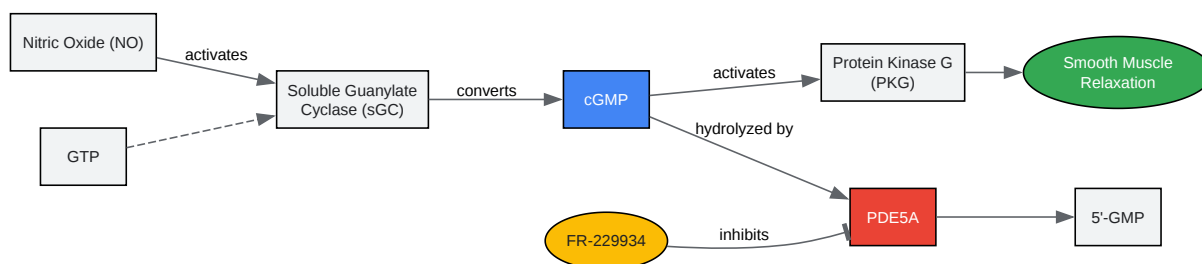 Nitric Oxide (NO)
activates
GTP
Soluble Guanylate
Cyclase (sGC)
converts
cGMP
activates
Protein Kinase G
(PKG)
Smooth Muscle
Relaxation
hydrolyzed by
FR-229934
inhibits
PDE5A
5'-GMP